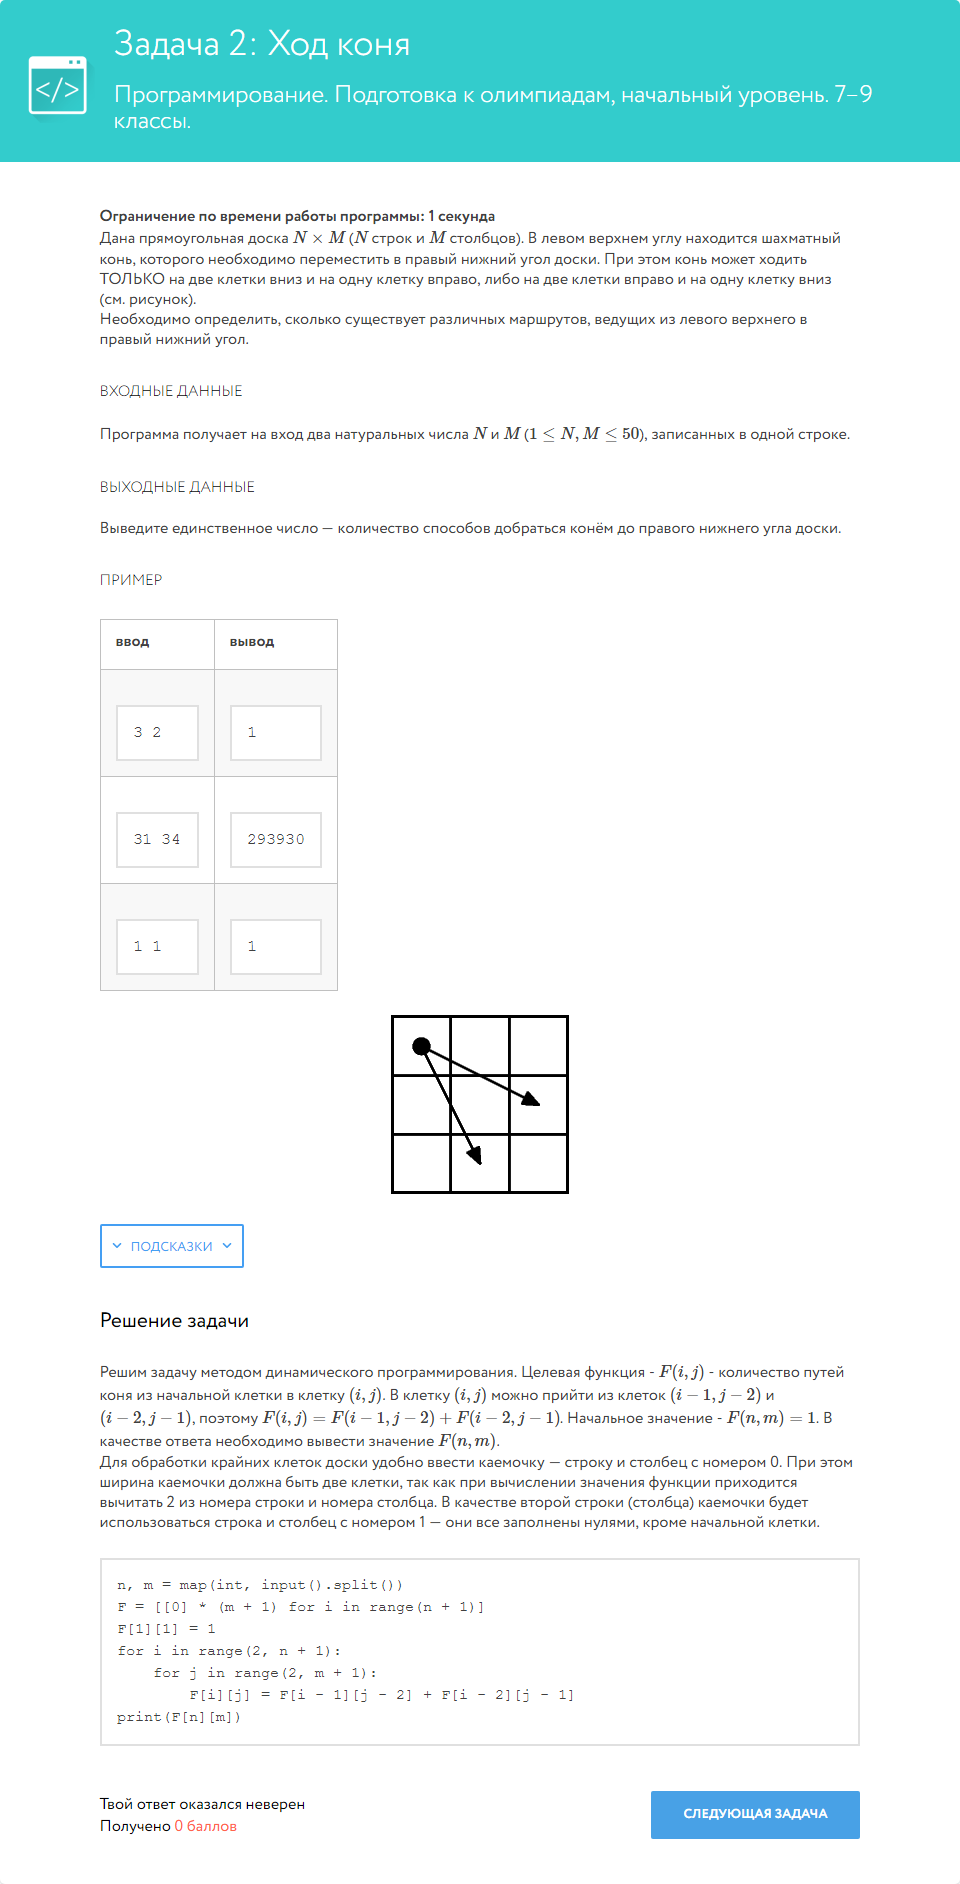 Задача 2: Ход коня
</>
Программирование. Подготовка к олимпиадам, начальный уровень. 7–9
классы.
Ограничение по времени работы программы: 1 секунда
Дана прямоугольная доска N × M (N строк и M столбцов). В левом верхнем углу находится шахматный
конь, которого необходимо переместить в правый нижний угол доски. При этом конь может ходить
ТОЛЬКО на две клетки вниз и на одну клетку вправо, либо на две клетки вправо и на одну клетку вниз
(см. рисунок).
Необходимо определить, сколько существует различных маршрутов, ведущих из левого верхнего в
правый нижний угол.
ВХОДНЫЕ ДАННЫЕ
Программа получает на вход два натуральных числа N и M (1 ≤ N, M ≤ 50), записанных в одной строке.
ВЫХОДНЫЕ ДАННЫЕ
Выведите единственное число — количество способов добраться конём до правого нижнего угла доски.
ПРИМЕР
ввод вывод
3 2 1
31 34 293930
1 1 1
ПОДСКАЗКИ
Решение задачи
Решим задачу методом динамического программирования. Целевая функция - F(i, j) - количество путей
коня из начальной клетки в клетку (i, j). В клетку (i, j) можно прийти из клеток (i − 1, j − 2) и
(i − 2, j − 1), поэтому F(i, j) = F(i − 1, j − 2) + F(i − 2, j − 1). Начальное значение - F(n, m) = 1. В
качестве ответа необходимо вывести значение F(n, m).
Для обработки крайних клеток доски удобно ввести каемочку — строку и столбец с номером 0. При этом
ширина каемочки должна быть две клетки, так как при вычислении значения функции приходится
вычитать 2 из номера строки и номера столбца. В качестве второй строки (столбца) каемочки будет
использоваться строка и столбец с номером 1 — они все заполнены нулями, кроме начальной клетки.
n, m = map(int, input().split())
F = [[0] * (m + 1) for i in range(n + 1)]
F[1][1] = 1
for i in range(2, n + 1):
    for j in range(2, m + 1):
        F[i][j] = F[i - 1][j - 2] + F[i - 2][j - 1]
print(F[n][m])
Твой ответ оказался неверен
Получено 0 баллов
СЛЕДУЮЩАЯ ЗАДАЧА